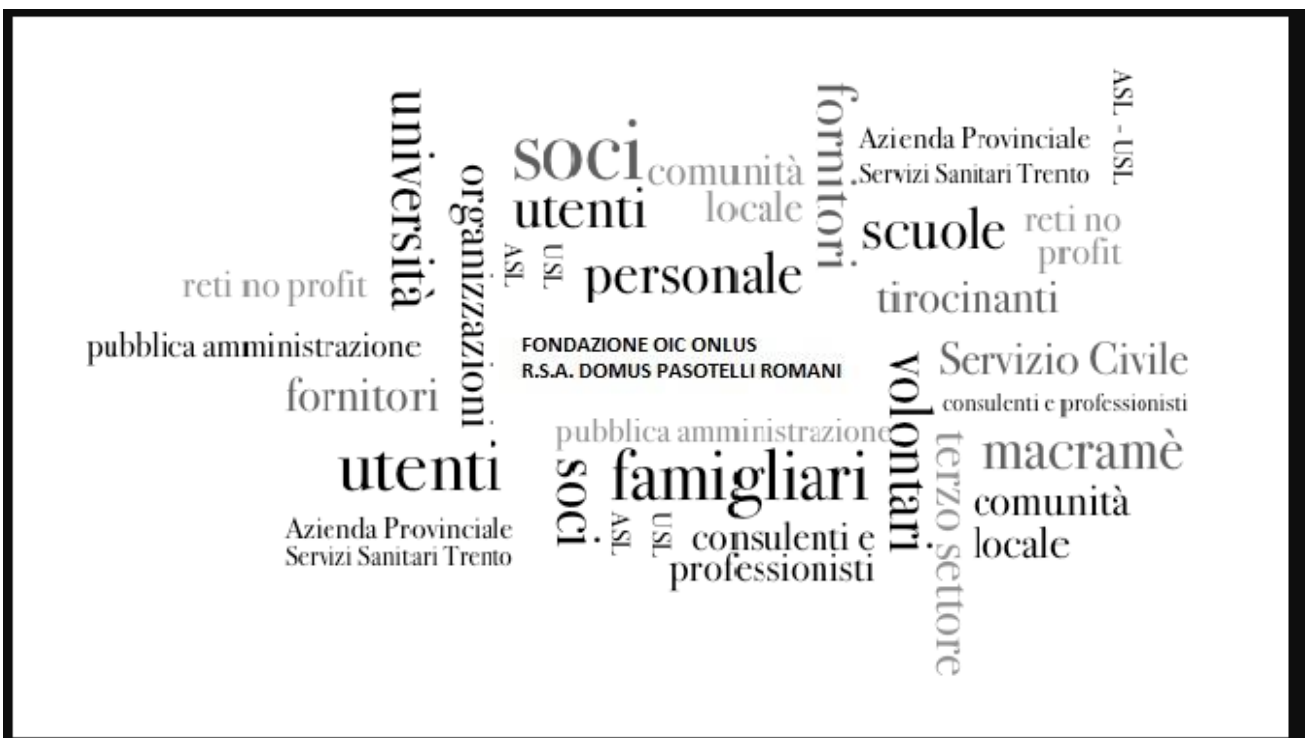 università
organizzazioni
soci
comunità
locale
utenti
ASL
USL
personale
fornitori
Azienda Provinciale
Servizi Sanitari Trento
ASL - USL
scuole
reti no
profit
tirocinanti
reti no profit
pubblica amministrazione
fornitori
FONDAZIONE OIC ONLUS
R.S.A. DOMUS PASOTELLI ROMANI
volontari
Servizio Civile
consulenti e professionisti
terzo settore
macramè
comunità
locale
pubblica amministrazione
utenti
soci
famigliari
ASL
USL
consulenti e
professionisti
Azienda Provinciale
Servizi Sanitari Trento